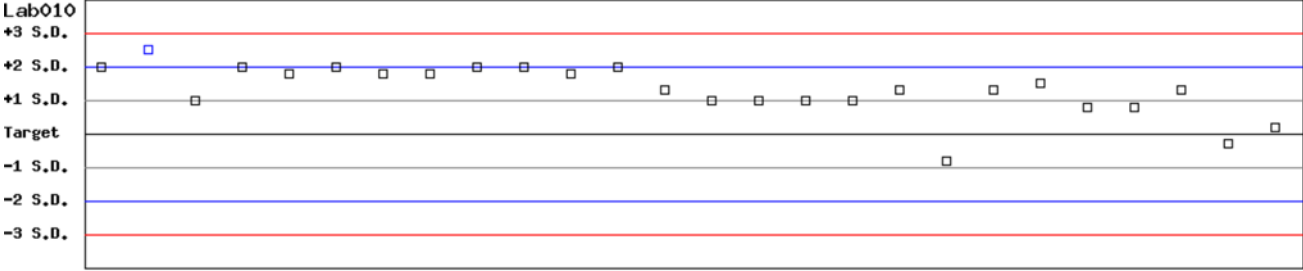 Lab010
+3 S.D.
+2 S.D.
+1 S.D.
Target
-1 S.D.
-2 S.D.
-3 S.D.